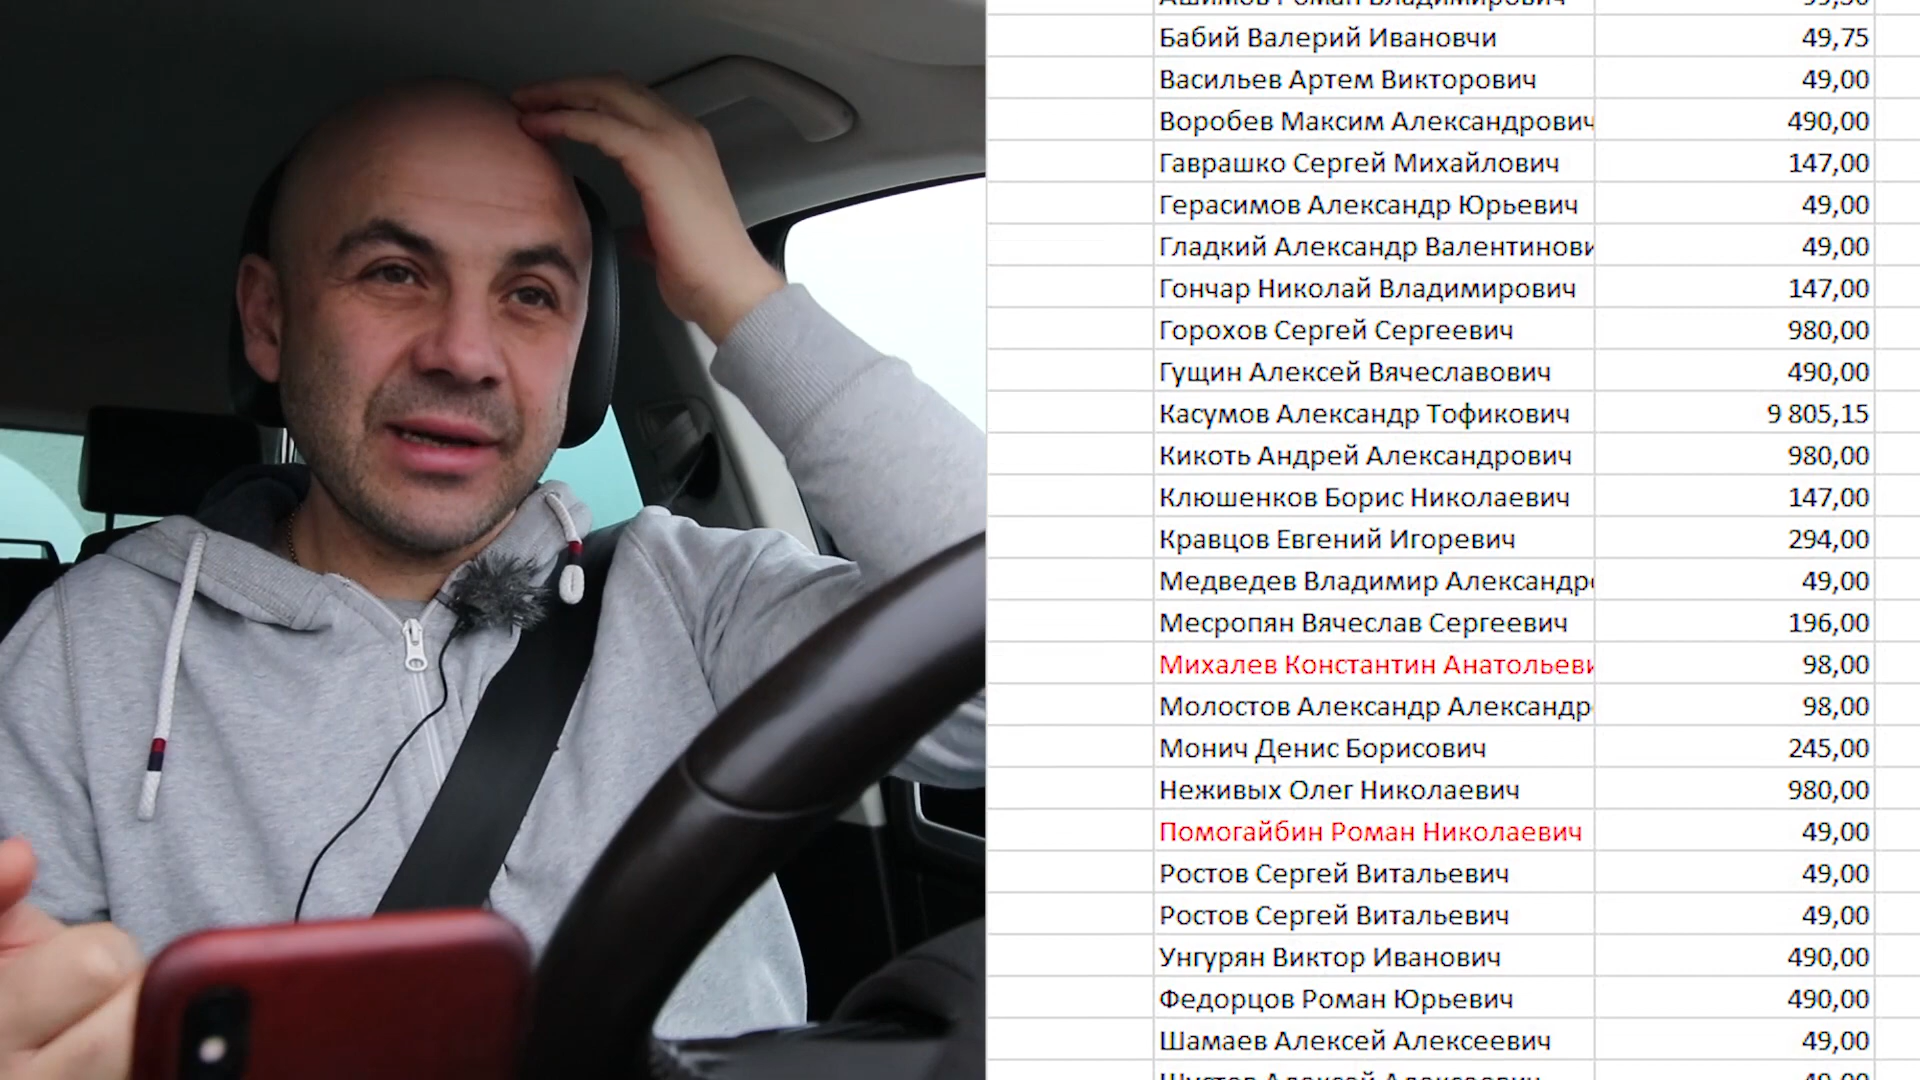 Ашимов Роман Владимирович
Бабий Валерий Ивановчи 49,75
Васильев Артем Викторович 49,00
Воробев Максим Александрович 490,00
Гаврашко Сергей Михайлович 147,00
Герасимов Александр Юрьевич 49,00
Гладкий Александр Валентинови 49,00
Гончар Николай Владимирович 147,00
Горохов Сергей Сергеевич 980,00
Гущин Алексей Вячеславович 490,00
Касумов Александр Тофикович 9 805,15
Кикоть Андрей Александрович 980,00
Клюшенков Борис Николаевич 147,00
Кравцов Евгений Игоревич 294,00
Медведев Владимир Александро 49,00
Месропян Вячеслав Сергеевич 196,00
Михалев Константин Анатольеви 98,00
Молостов Александр Александр 98,00
Монич Денис Борисович 245,00
Неживых Олег Николаевич 980,00
Помогайбин Роман Николаевич 49,00
Ростов Сергей Витальевич 49,00
Ростов Сергей Витальевич 49,00
Унгурян Виктор Иванович 490,00
Федорцов Роман Юрьевич 490,00
Шамаев Алексей Алексеевич 49,00